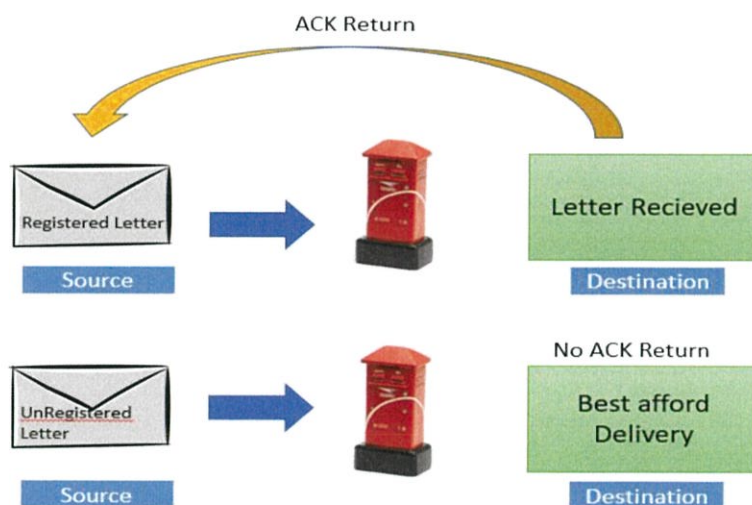 ACK Return
Registered Letter
Letter Recieved
Source
Destination
No ACK Return
UnRegistered
Letter
Best afford
Delivery
Source
Destination